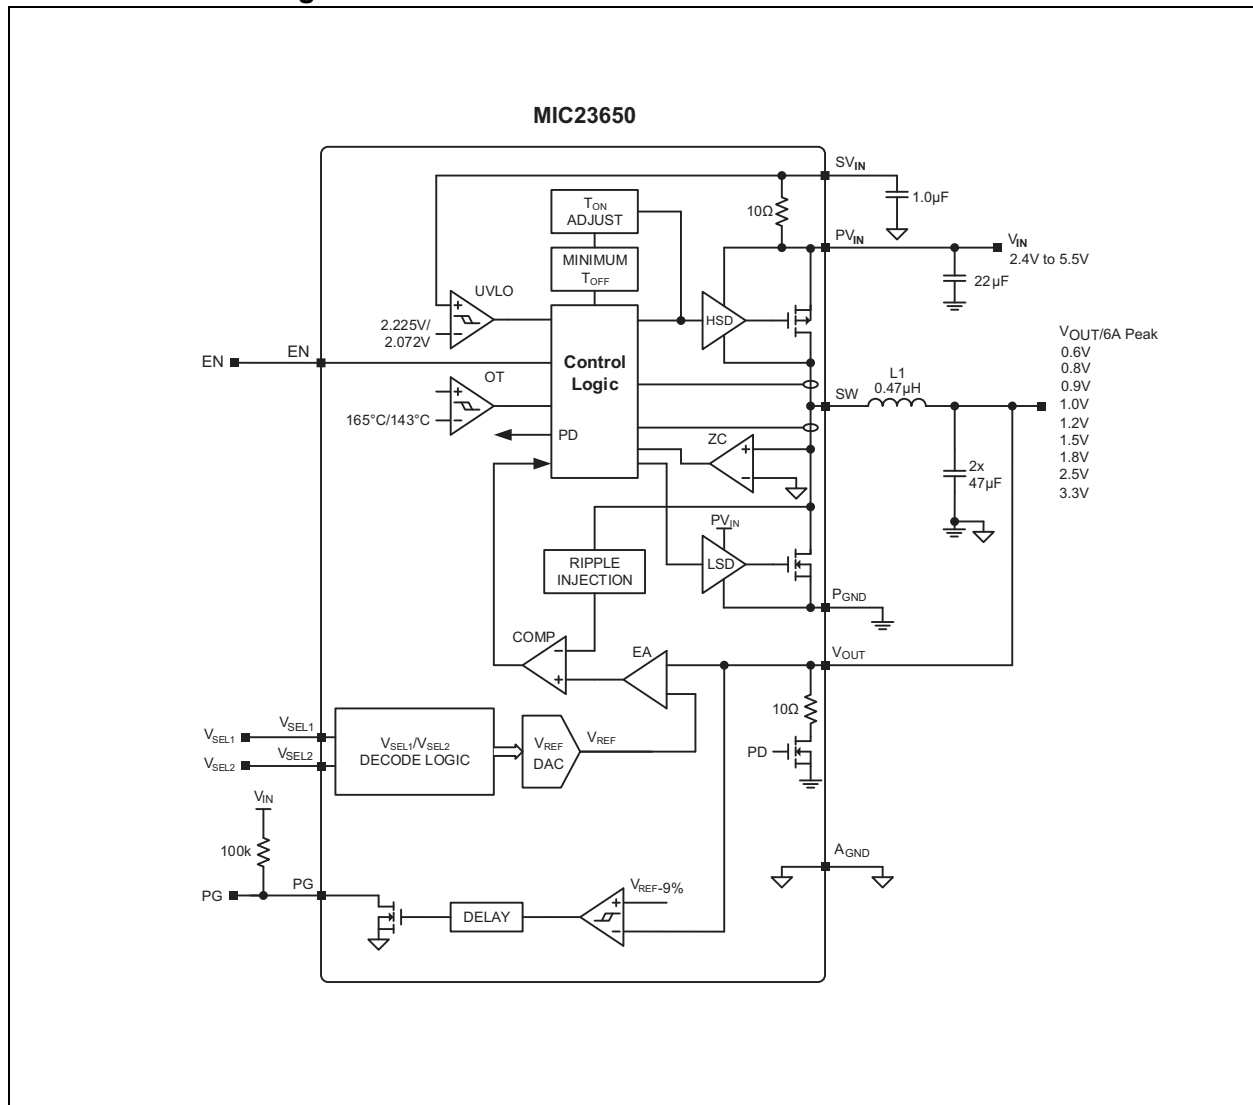 g
MIC23650
SVIN
1.0µF
TON
ADJUST
10Ω
PVIN
VIN
2.4V to 5.5V
MINIMUM
TOFF
22µF
UVLO
+
−
2.225V/
2.072V
HSD
VOUT/6A Peak
0.6V
0.8V
0.9V
1.0V
1.2V
1.5V
1.8V
2.5V
3.3V
EN
EN
Control
Logic
OT
+
−
165°C/143°C
L1
0.47µH
SW
PD
ZC
+
−
2x
47µF
PVIN
RIPPLE
INJECTION
LSD
PGND
COMP
−
+
EA
VOUT
10Ω
VSEL1
VSEL1
VSEL2
VSEL2
VSEL1/VSEL2
DECODE LOGIC
VREF
DAC
VREF
PD
VIN
100k
AGND
PG
PG
DELAY
VREF-9%
+
−